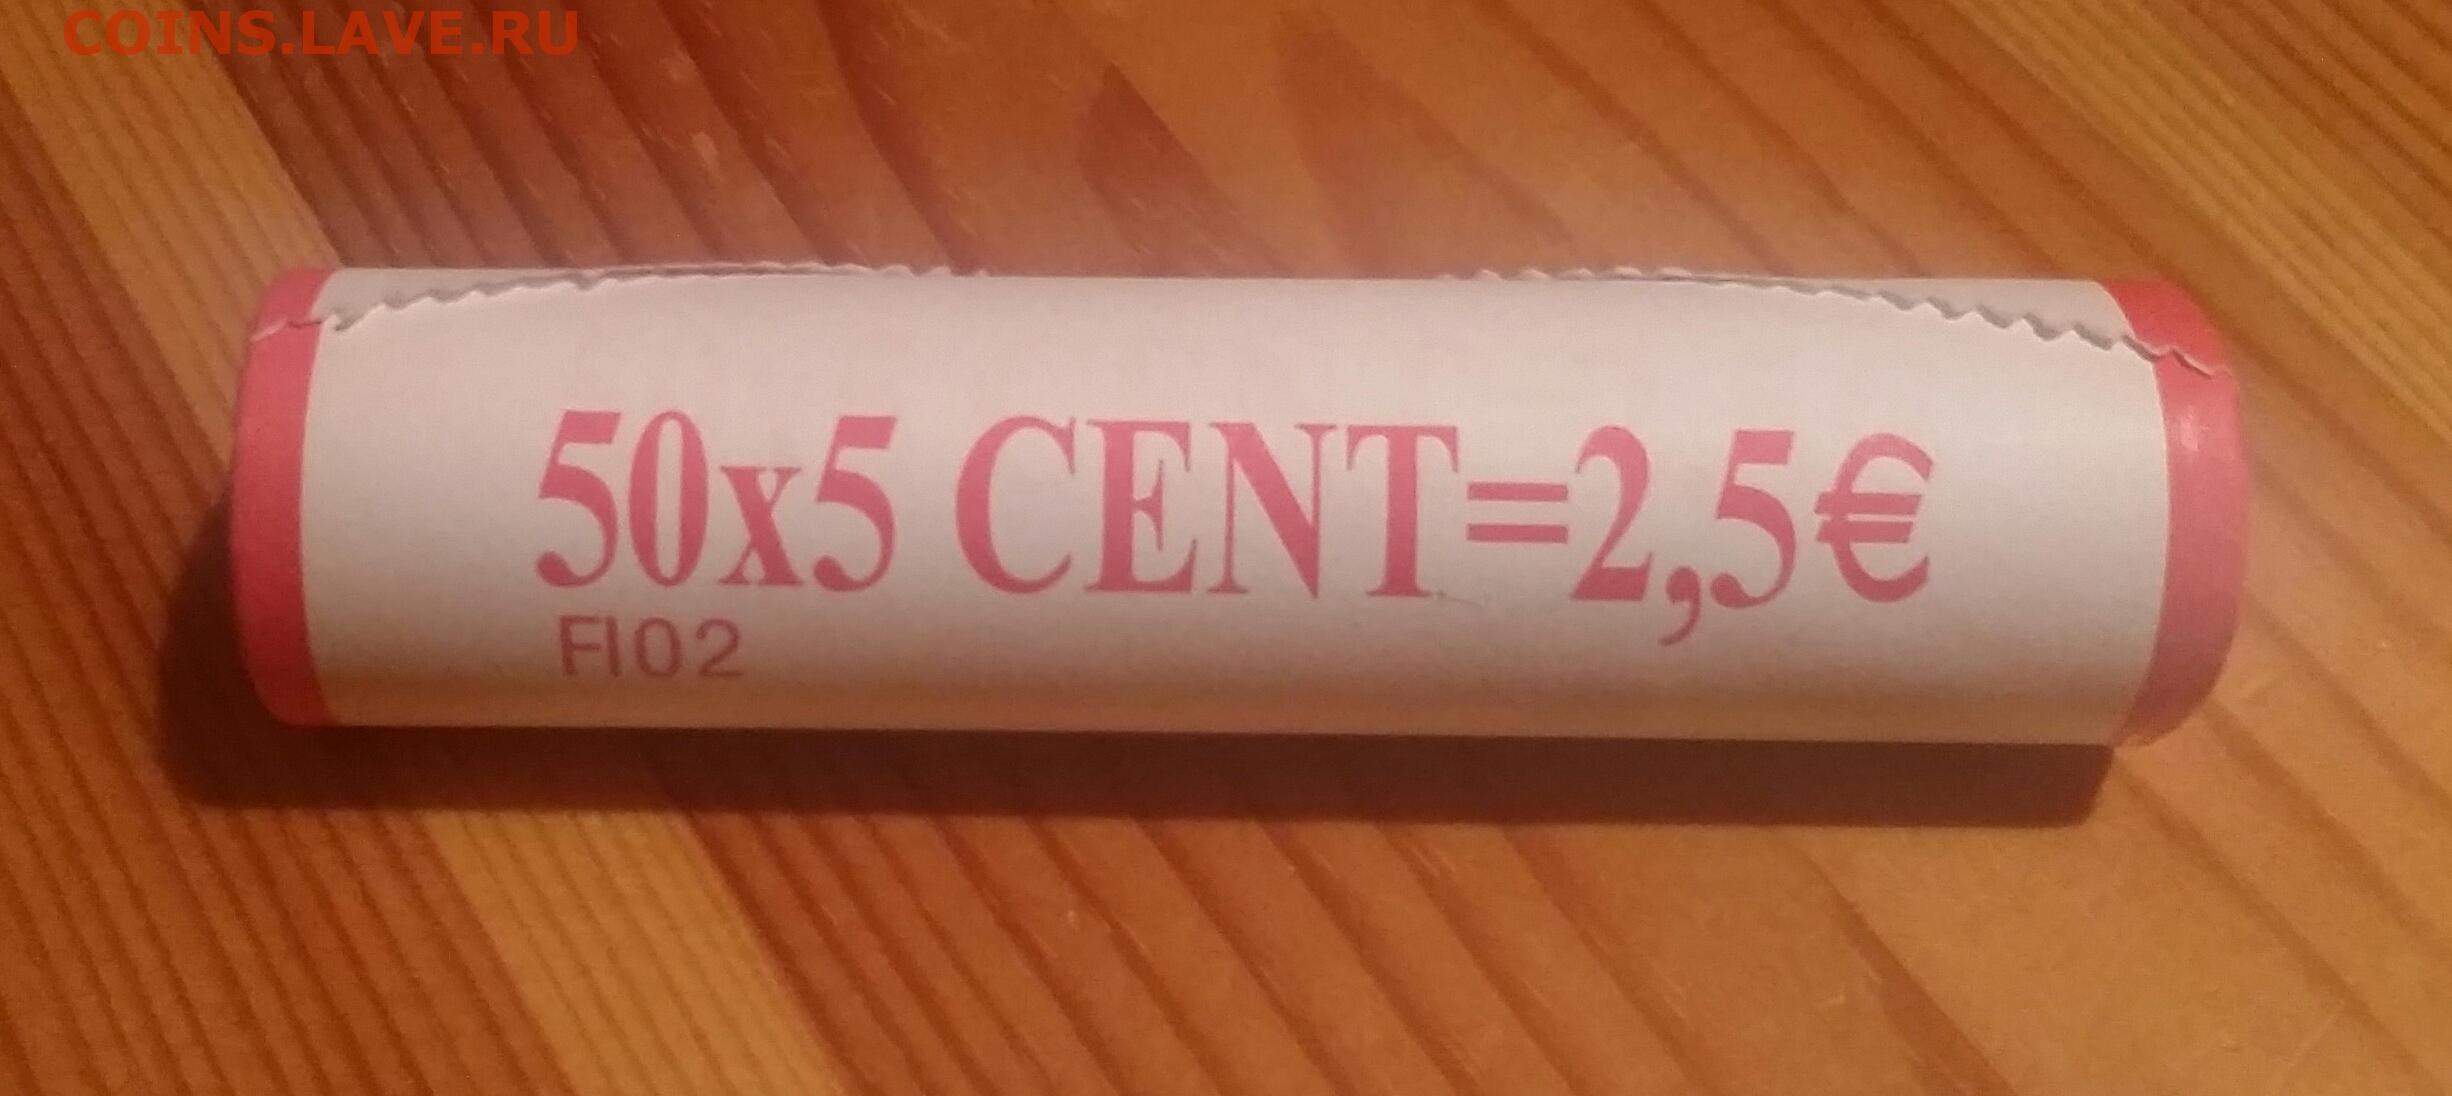 COINS.LAVE.RU
50x5 CENT=2,5€
FI02